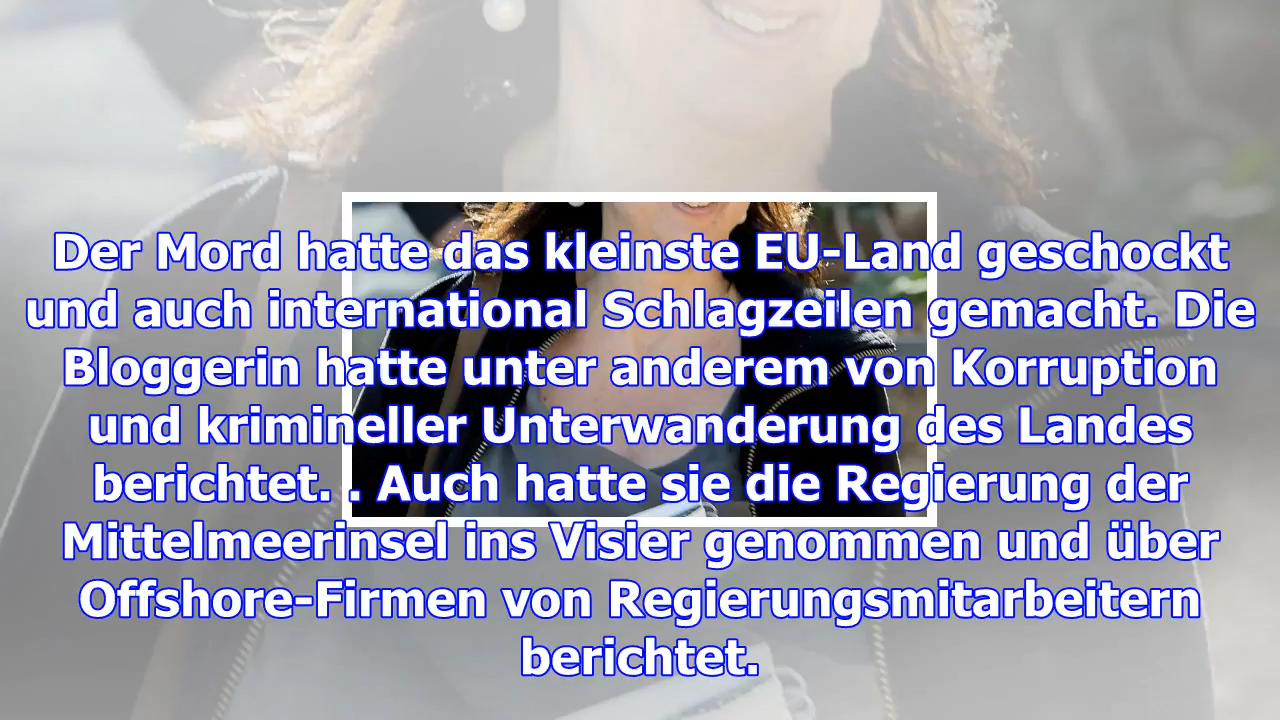 Der Mord hatte das kleinste EU-Land geschockt
und auch international Schlagzeilen gemacht. Die
Bloggerin hatte unter anderem von Korruption
und krimineller Unterwanderung des Landes
berichtet. . Auch hatte sie die Regierung der
Mittelmeerinsel ins Visier genommen und über
Offshore-Firmen von Regierungsmitarbeitern
berichtet.